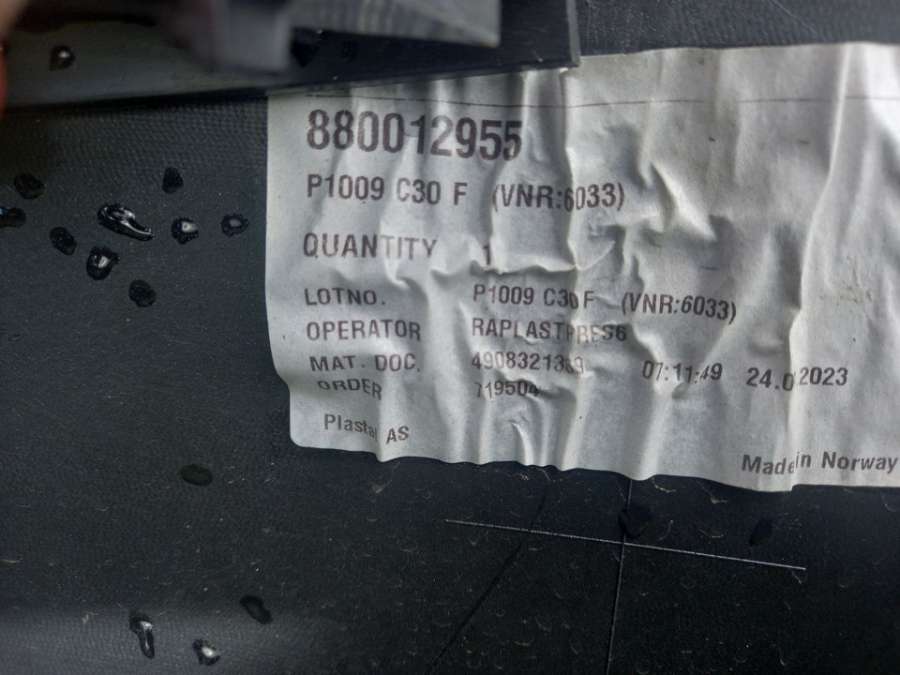 880012955
P1009 C30 F (VNR:6033)
QUANTITY 1
LOTNO. P1009 C30 F (VNR:6033)
OPERATOR
MAT. DOC. 07:11:49
ORDER 719504
Plastal AS
Made in Norway